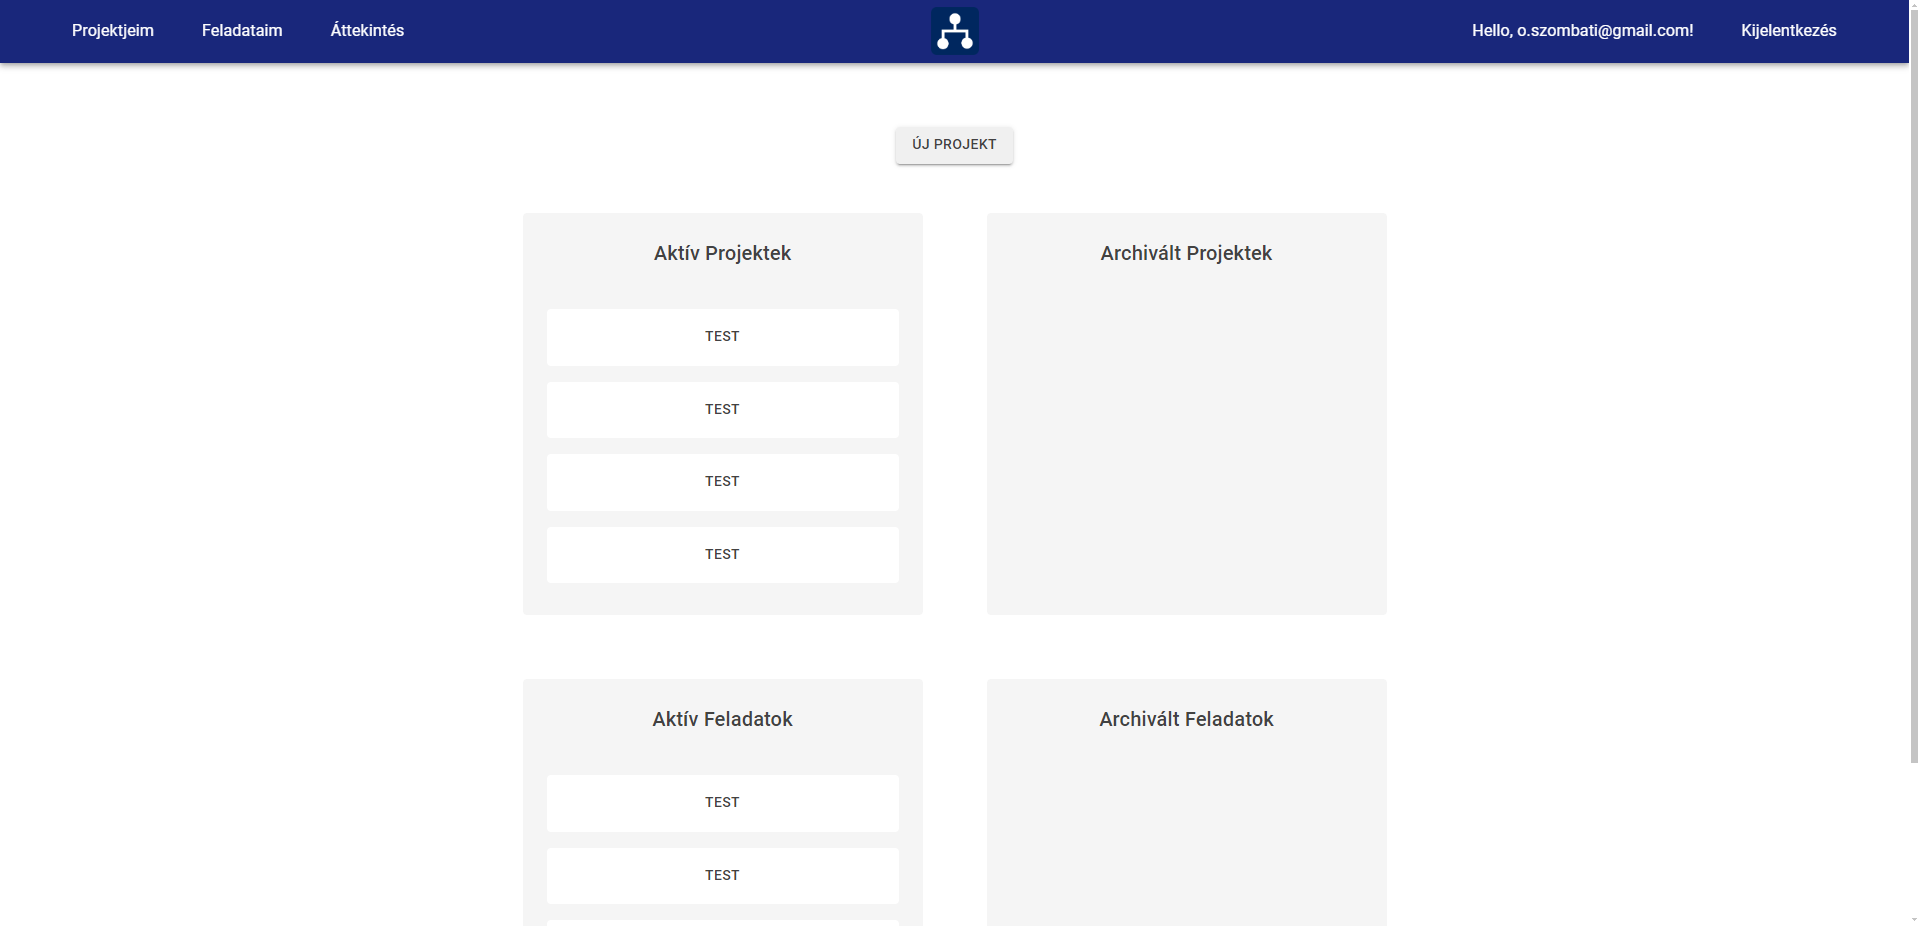 Projektjeim Feladataim Áttekintés Hello, o.szombati@gmail.com! Kijelentkezés
ÚJ PROJEKT
Aktív Projektek
TEST
TEST
TEST
TEST
Archivált Projektek
Aktív Feladatok
TEST
TEST
Archivált Feladatok